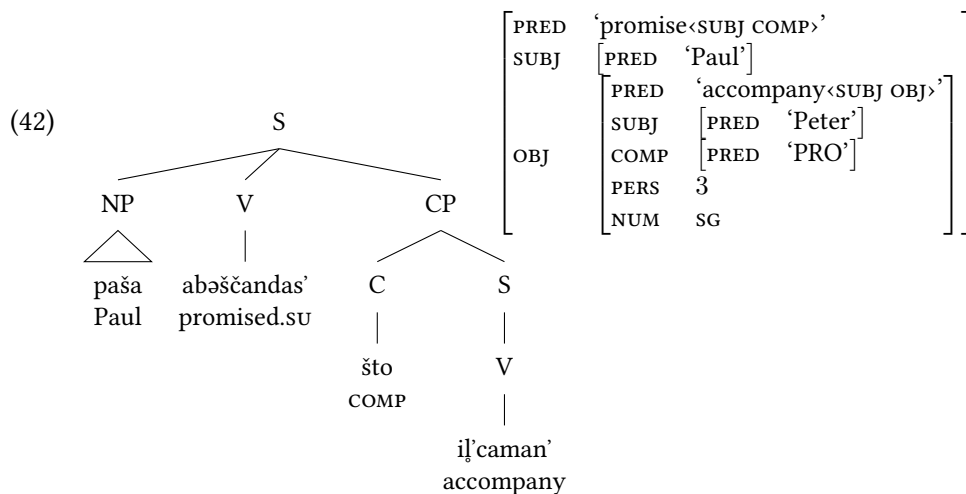 [PRED ‘promise‹SUBJ COMP›’
SUBJ [PRED ‘Paul’]
OBJ [PRED ‘accompany‹SUBJ OBJ›’
SUBJ [PRED ‘Peter’]
COMP [PRED ‘PRO’]
PERS 3
NUM SG]]
(42) S
NP V CP
paša abəščandas’ C S
Paul promised.SU
što V
COMP
il̥’caman’
accompany